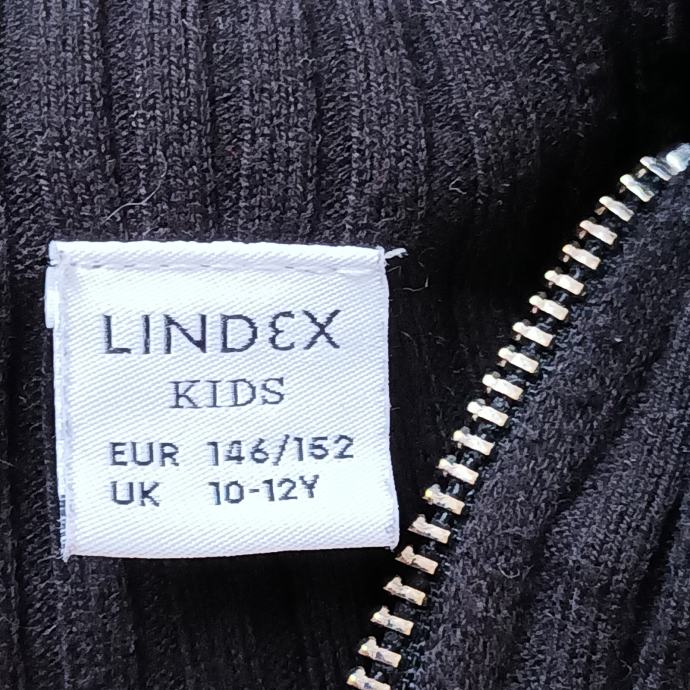 LINDEX
KIDS
EUR 146/152
UK 10-12Y